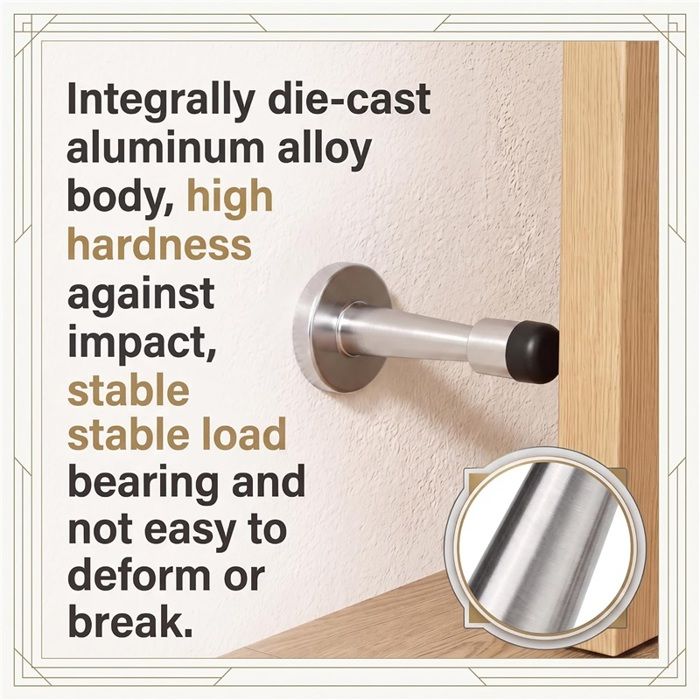 Integrally die-cast
aluminum alloy
body, high
hardness
against
impact,
stable
stable load
bearing and
not easy to
deform or
break.